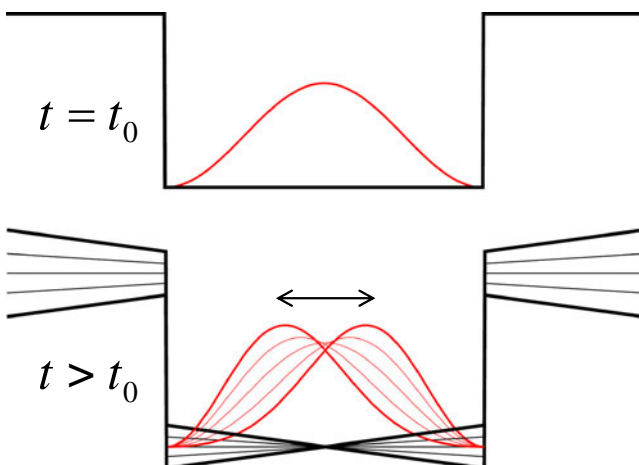 t = t₀
t > t₀